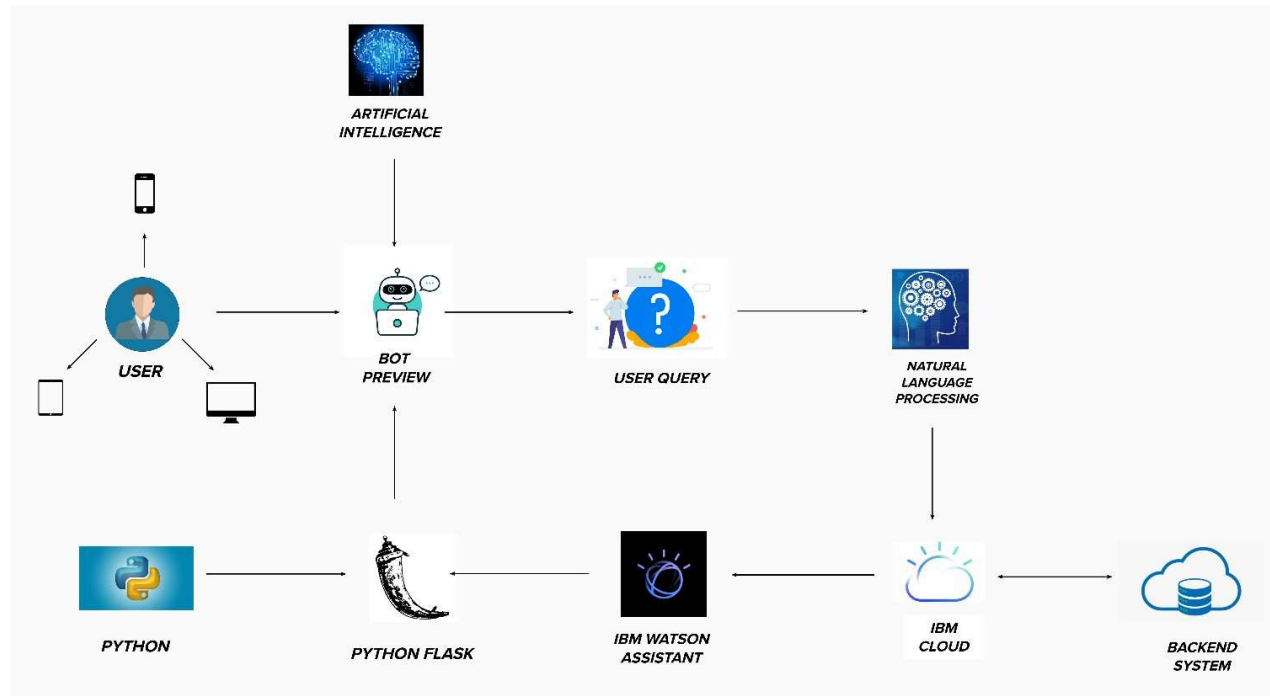 ARTIFICIAL
INTELLIGENCE
USER
BOT
PREVIEW
USER QUERY
NATURAL
LANGUAGE
PROCESSING
PYTHON
PYTHON FLASK
IBM WATSON
ASSISTANT
IBM
CLOUD
BACKEND
SYSTEM